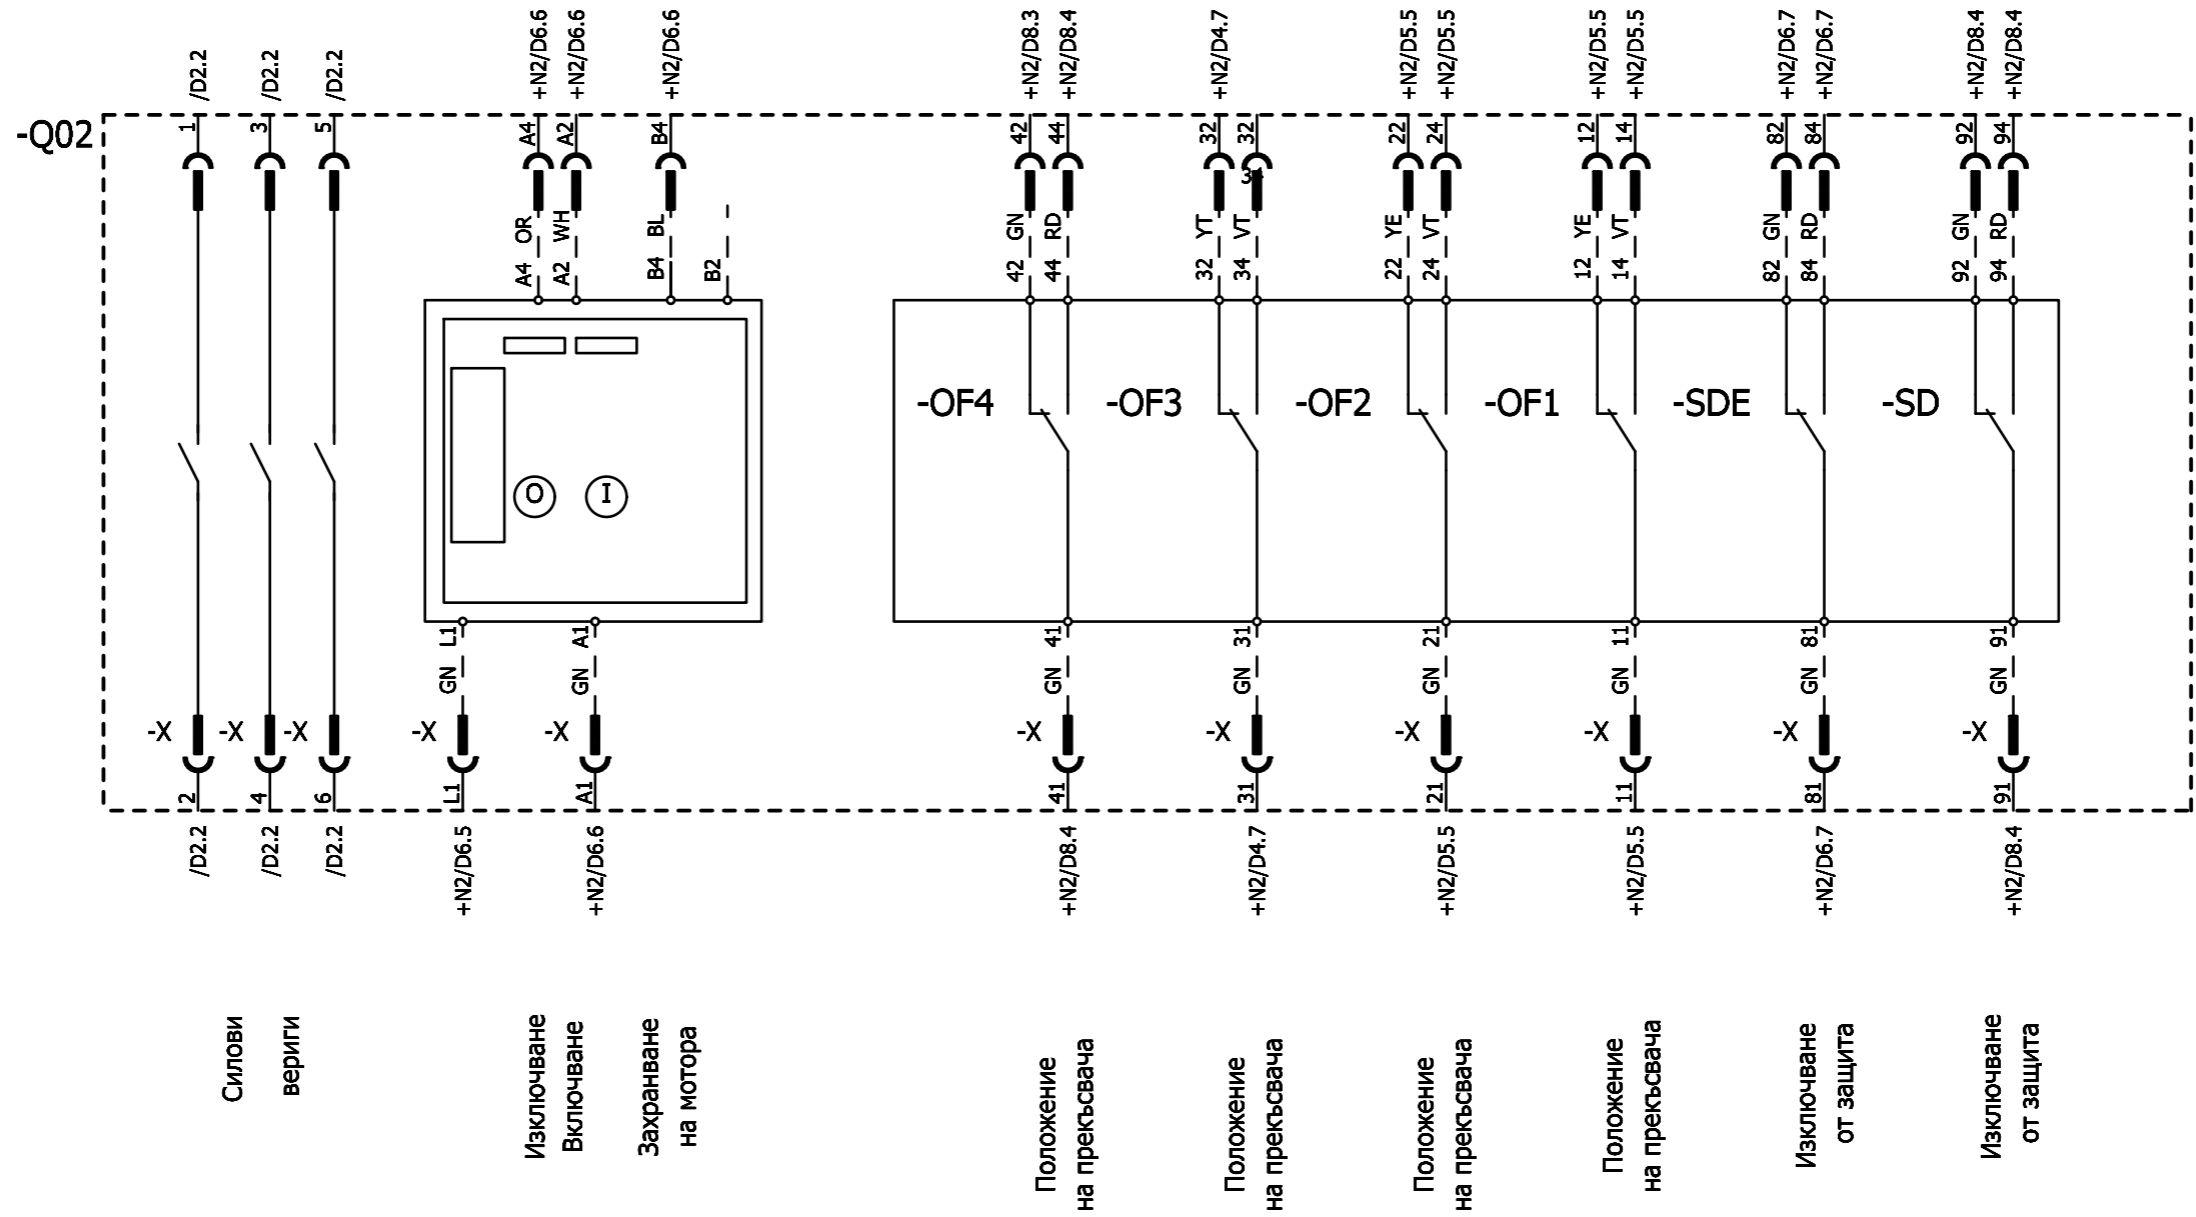 /D2.2
/D2.2
/D2.2
+N2/D6.6
+N2/D6.6
+N2/D6.6
+N2/D8.3
+N2/D8.4
+N2/D4.7
+N2/D5.5
+N2/D5.5
+N2/D5.5
+N2/D5.5
+N2/D6.7
+N2/D6.7
+N2/D8.4
+N2/D8.4
-Q02
1
3
5
A4
A2
B4
42
44
32
32
22
24
12
14
82
84
92
94
34
OR
WH
BL
GN
RD
YT
VT
YE
VT
YE
VT
GN
RD
GN
RD
A4
A2
B4
B2
42
44
32
34
22
24
12
14
82
84
92
94
-OF4
-OF3
-OF2
-OF1
-SDE
-SD
O
I
L1
A1
41
31
21
11
81
91
GN
GN
GN
GN
GN
GN
GN
GN
-X
-X
-X
-X
-X
-X
-X
-X
-X
-X
-X
2
4
6
L1
A1
41
31
21
11
81
91
/D2.2
/D2.2
/D2.2
+N2/D6.5
+N2/D6.6
+N2/D8.4
+N2/D4.7
+N2/D5.5
+N2/D5.5
+N2/D6.7
+N2/D8.4
Силови
вериги
Изключване
Включване
Захранване
на мотора
Положение
на прекъсвача
Положение
на прекъсвача
Положение
на прекъсвача
Положение
на прекъсвача
Изключване
от защита
Изключване
от защита